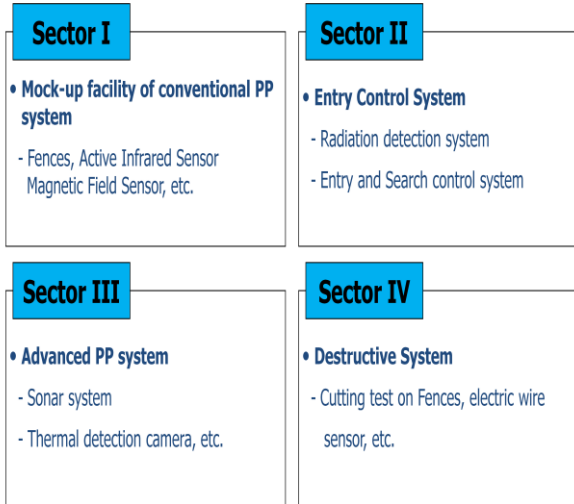 Sector I
• Mock-up facility of conventional PP
system
- Fences, Active Infrared Sensor
Magnetic Field Sensor, etc.
Sector II
• Entry Control System
- Radiation detection system
- Entry and Search control system
Sector III
• Advanced PP system
- Sonar system
- Thermal detection camera, etc.
Sector IV
• Destructive System
- Cutting test on Fences, electric wire
sensor, etc.